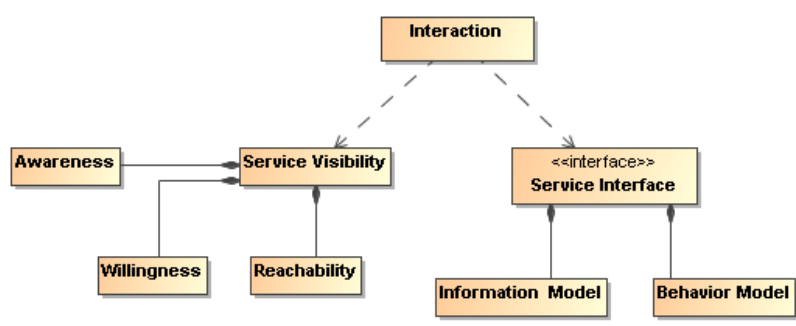 Interaction
Awareness
Service Visibility
<<interface>>
Service Interface
Willingness
Reachability
Information Model
Behavior Model